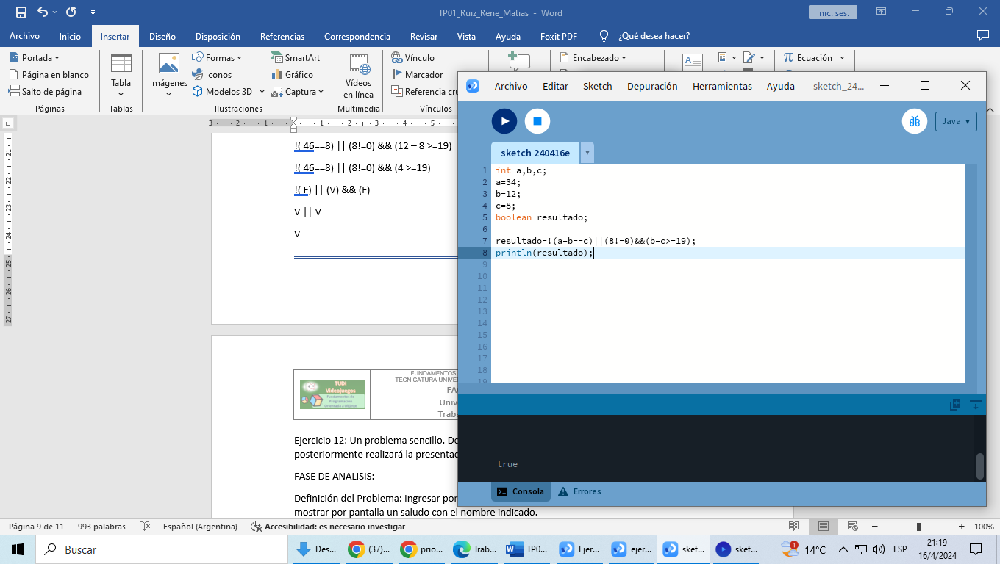 TP01_Ruiz_Rene_Matias - Word
Inic. ses.
Archivo Inicio Insertar Diseño Disposición Referencias Correspondencia Revisar Vista Ayuda Foxit PDF ¿Qué desea hacer?
Portada
Página en blanco
Salto de página
Páginas
Tabla
Tablas
Imágenes
Formas
Iconos
Modelos 3D
SmartArt
Gráfico
Captura
Ilustraciones
Vídeos
en línea
Multimedia
Vínculo
Marcador
Referencia cru
Vínculos
Encabezado
Ecuación
!( 46==8) || (8!=0) && (12 – 8 >=19)
!( 46==8) || (8!=0) && (4 >=19)
!( F) || (V) && (F)
V || V
V
TUDI
Videojuegos
Fundamentos de
Programación
Orientada a Objetos
FUNDAMENTOS
TECNICATURA UNIVER
FA
Univ
Traba
Ejercicio 12: Un problema sencillo. De
posteriormente realizará la presentac
FASE DE ANALISIS:
Definición del Problema: Ingresar por
mostrar por pantalla un saludo con el nombre indicado.
Archivo Editar Sketch Depuración Herramientas Ayuda sketch_24...
Java
sketch 240416e
1 int a,b,c;
2 a=34;
3 b=12;
4 c=8;
5 boolean resultado;
6
7 resultado=!(a+b==c)||(8!=0)&&(b-c>=19);
8 println(resultado);
9
10
11
12
13
14
15
16
17
18
19
true
Consola Errores
Página 9 de 11 993 palabras Español (Argentina) Accesibilidad: es necesario investigar 100%
Buscar
Des... (37)... prio... Trab... TP0... Ejer... ejer... sket... sket...
1
14°C
ESP
21:19
16/4/2024